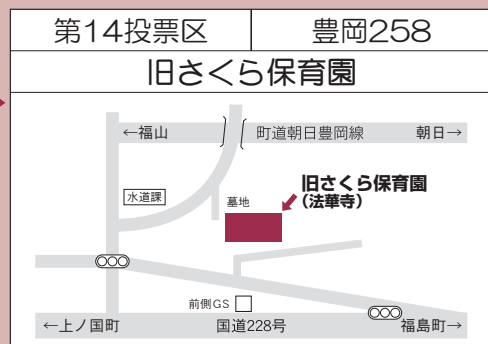 第14投票区
豊岡258
旧さくら保育園
←福山
町道朝日豊岡線
朝日→
水道課
墓地
旧さくら保育園
(法華寺)
前側GS
←上ノ国町
国道228号
福島町→